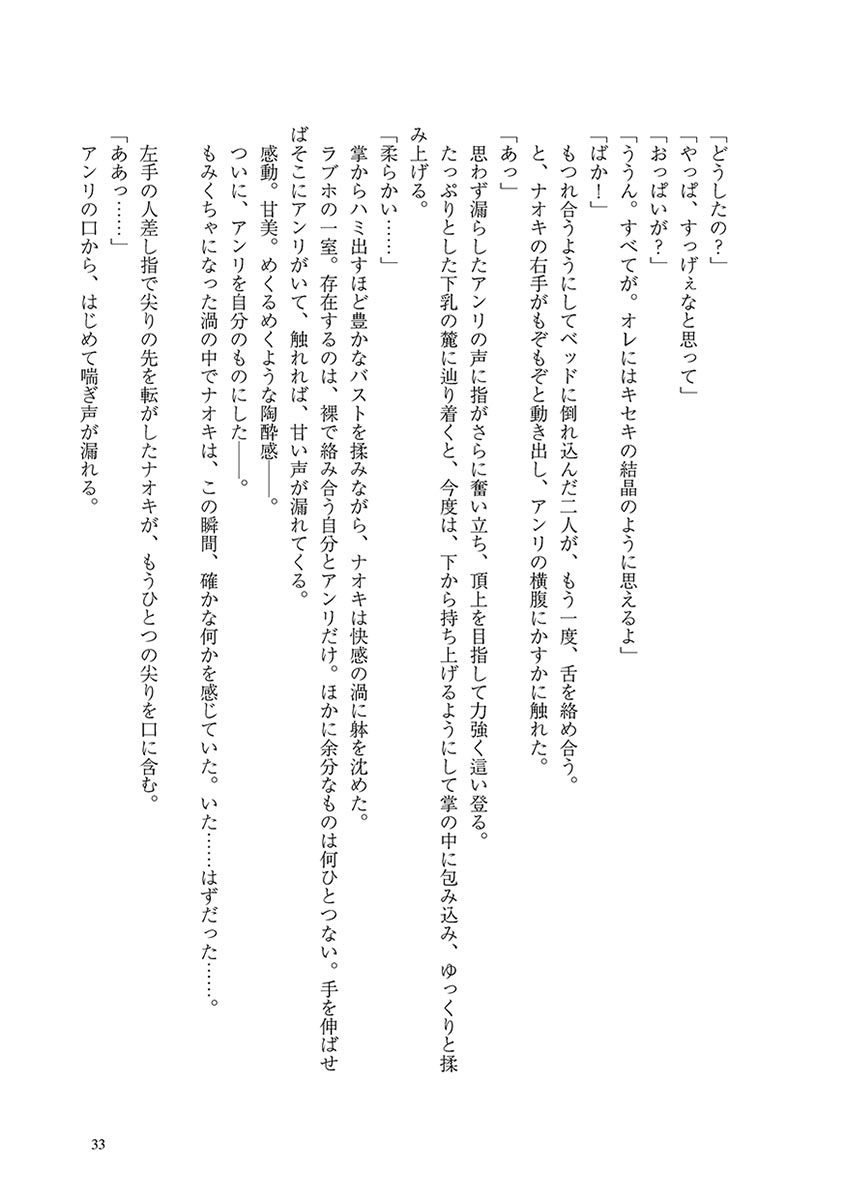 「どうしたの？」
「やっぱ、すっげぇなと思って」
「おっぱいが？」
「ううん。すべてが。オレにはキセキの結晶のように思えるよ」
「ばか！」
もつれ合うようにしてベッドに倒れ込んだ二人が、もう一度、舌を絡め合う。
と、ナオキの右手がもぞもぞと動き出し、アンリの横腹にかすかに触れた。
「あっ」
思わず漏らしたアンリの声に指がさらに奮い立ち、頂上を目指して力強く這い登る。
たっぷりとした下乳の麓に辿り着くと、今度は、下から持ち上げるようにして掌の中に包み込み、ゆっくりと揉
み上げる。
「柔らかい……」
掌からハミ出すほど豊かなバストを揉みながら、ナオキは快感の渦に躰を沈めた。
ラブホの一室。存在するのは、裸で絡み合う自分とアンリだけ。ほかに余分なものは何ひとつない。手を伸ばせ
ばそこにアンリがいて、触れれば、甘い声が漏れてくる。
感動。甘美。めくるめくような陶酔感――。
ついに、アンリを自分のものにした――。
もみくちゃになった渦の中でナオキは、この瞬間、確かな何かを感じていた。いた……はずだった……。
左手の人差し指で尖りの先を転がしたナオキが、もうひとつの尖りを口に含む。
「ああっ……」
アンリの口から、はじめて喘ぎ声が漏れる。
33